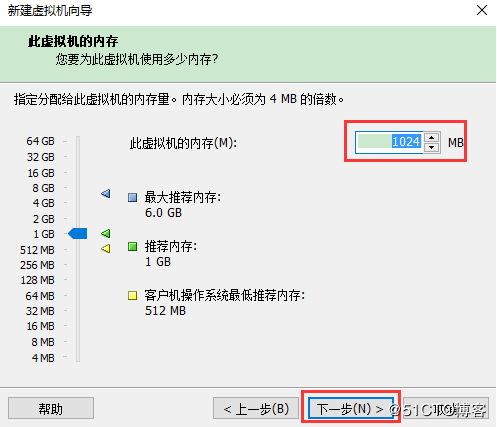 新建虚拟机向导
此虚拟机的内存
您要为此虚拟机使用多少内存?
指定分配给此虚拟机的内存量。内存大小必须为 4 MB 的倍数。
此虚拟机的内存(M):
1024
MB
64 GB
32 GB
16 GB
8 GB
4 GB
2 GB
1 GB
512 MB
256 MB
128 MB
64 MB
32 MB
16 MB
8 MB
4 MB
最大推荐内存:
6.0 GB
推荐内存:
1 GB
客户机操作系统最低推荐内存:
512 MB
帮助
< 上一步(B)
下一步(N) >
取消
@51CTO博客